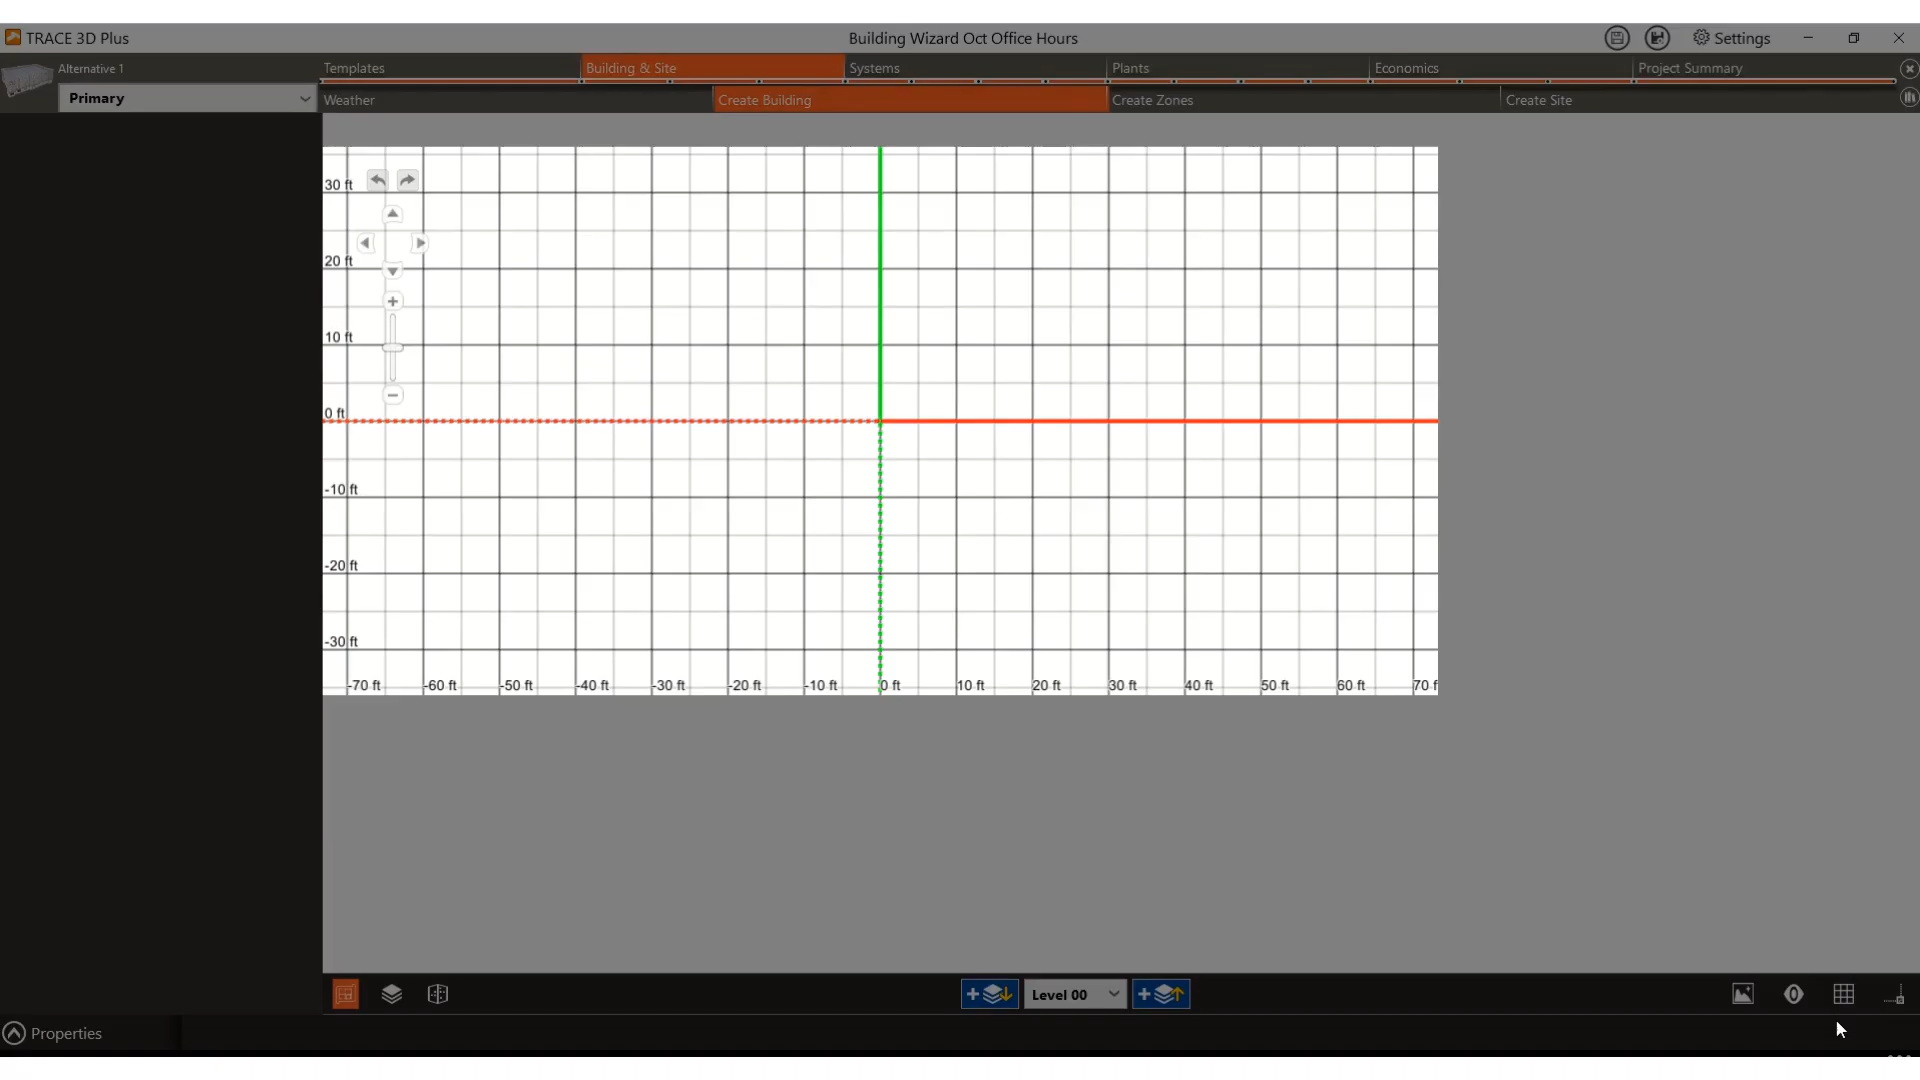 TRACE 3D Plus
Building Wizard Oct Office Hours
Settings
Alternative 1
Templates
Building & Site
Systems
Plants
Economics
Project Summary
Primary
Weather
Create Building
Create Zones
Create Site
30 ft
20 ft
10 ft
0 ft
-10 ft
-20 ft
-30 ft
-70 ft -60 ft -50 ft -40 ft -30 ft -20 ft -10 ft 0 ft 10 ft 20 ft 30 ft 40 ft 50 ft 60 ft 70 f
Level 00
Properties